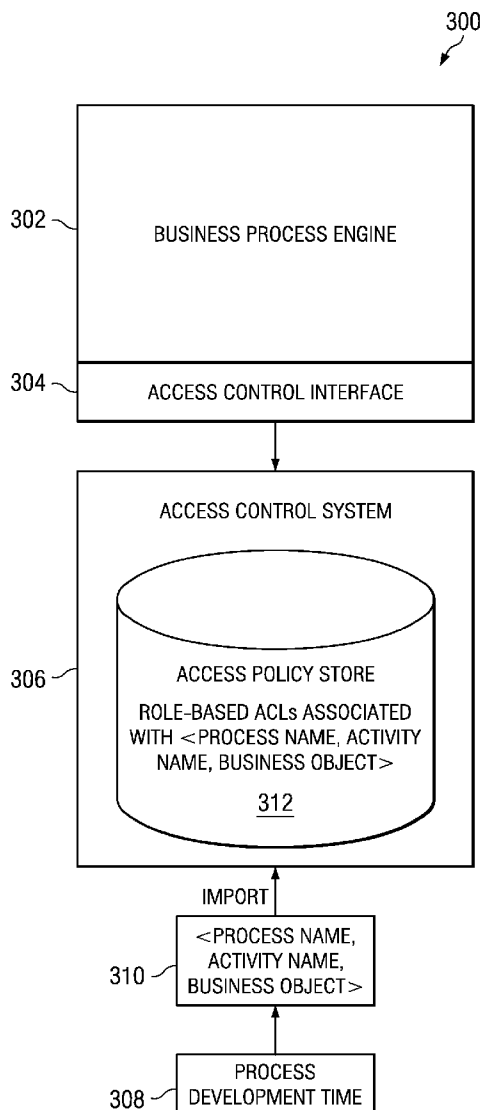 300
302
BUSINESS PROCESS ENGINE
304
ACCESS CONTROL INTERFACE
ACCESS CONTROL SYSTEM
306
ACCESS POLICY STORE
ROLE-BASED ACLs ASSOCIATED
WITH <PROCESS NAME, ACTIVITY
NAME, BUSINESS OBJECT>
312
IMPORT
310
<PROCESS NAME,
ACTIVITY NAME,
BUSINESS OBJECT>
308
PROCESS
DEVELOPMENT TIME